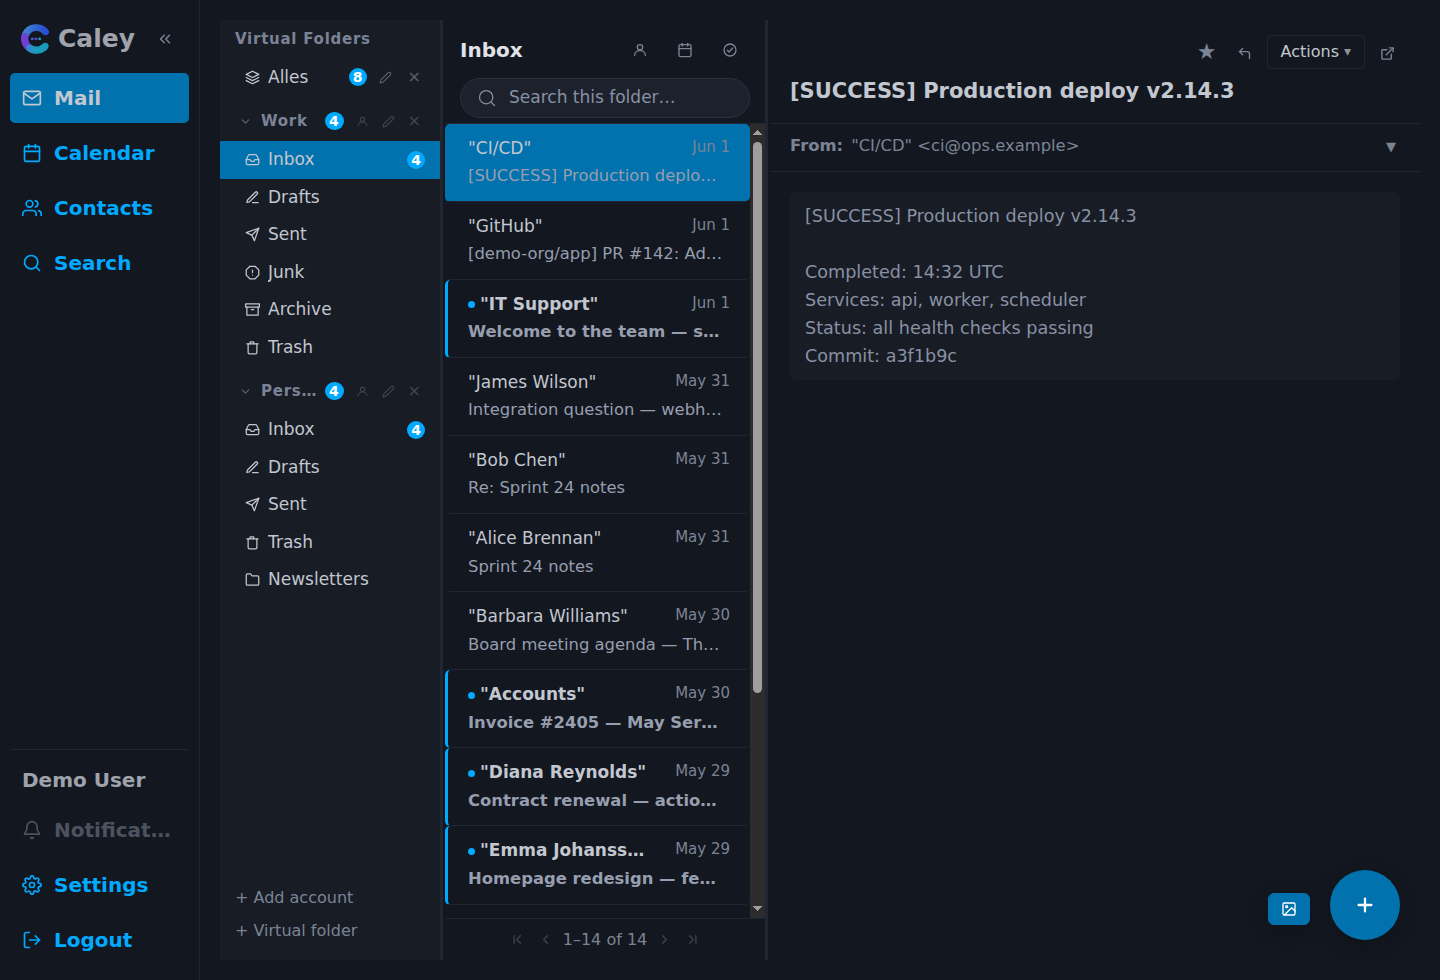 Caley
Mail
Calendar
Contacts
Search
Demo User
Notificat…
Settings
Logout
Virtual Folders
Alles 8
Work 4
Inbox 4
Drafts
Sent
Junk
Archive
Trash
Pers… 4
Inbox 4
Drafts
Sent
Trash
Newsletters
+ Add account
+ Virtual folder
Inbox
Search this folder…
"CI/CD" Jun 1
[SUCCESS] Production deplo…
"GitHub" Jun 1
[demo-org/app] PR #142: Ad…
"IT Support" Jun 1
Welcome to the team — s…
"James Wilson" May 31
Integration question — webh…
"Bob Chen" May 31
Re: Sprint 24 notes
"Alice Brennan" May 31
Sprint 24 notes
"Barbara Williams" May 30
Board meeting agenda — Th…
"Accounts" May 30
Invoice #2405 — May Ser…
"Diana Reynolds" May 29
Contract renewal — actio…
"Emma Johanss… May 29
Homepage redesign — fe…
1–14 of 14
Actions ▾
[SUCCESS] Production deploy v2.14.3
From: "CI/CD" <ci@ops.example>
[SUCCESS] Production deploy v2.14.3
Completed: 14:32 UTC
Services: api, worker, scheduler
Status: all health checks passing
Commit: a3f1b9c